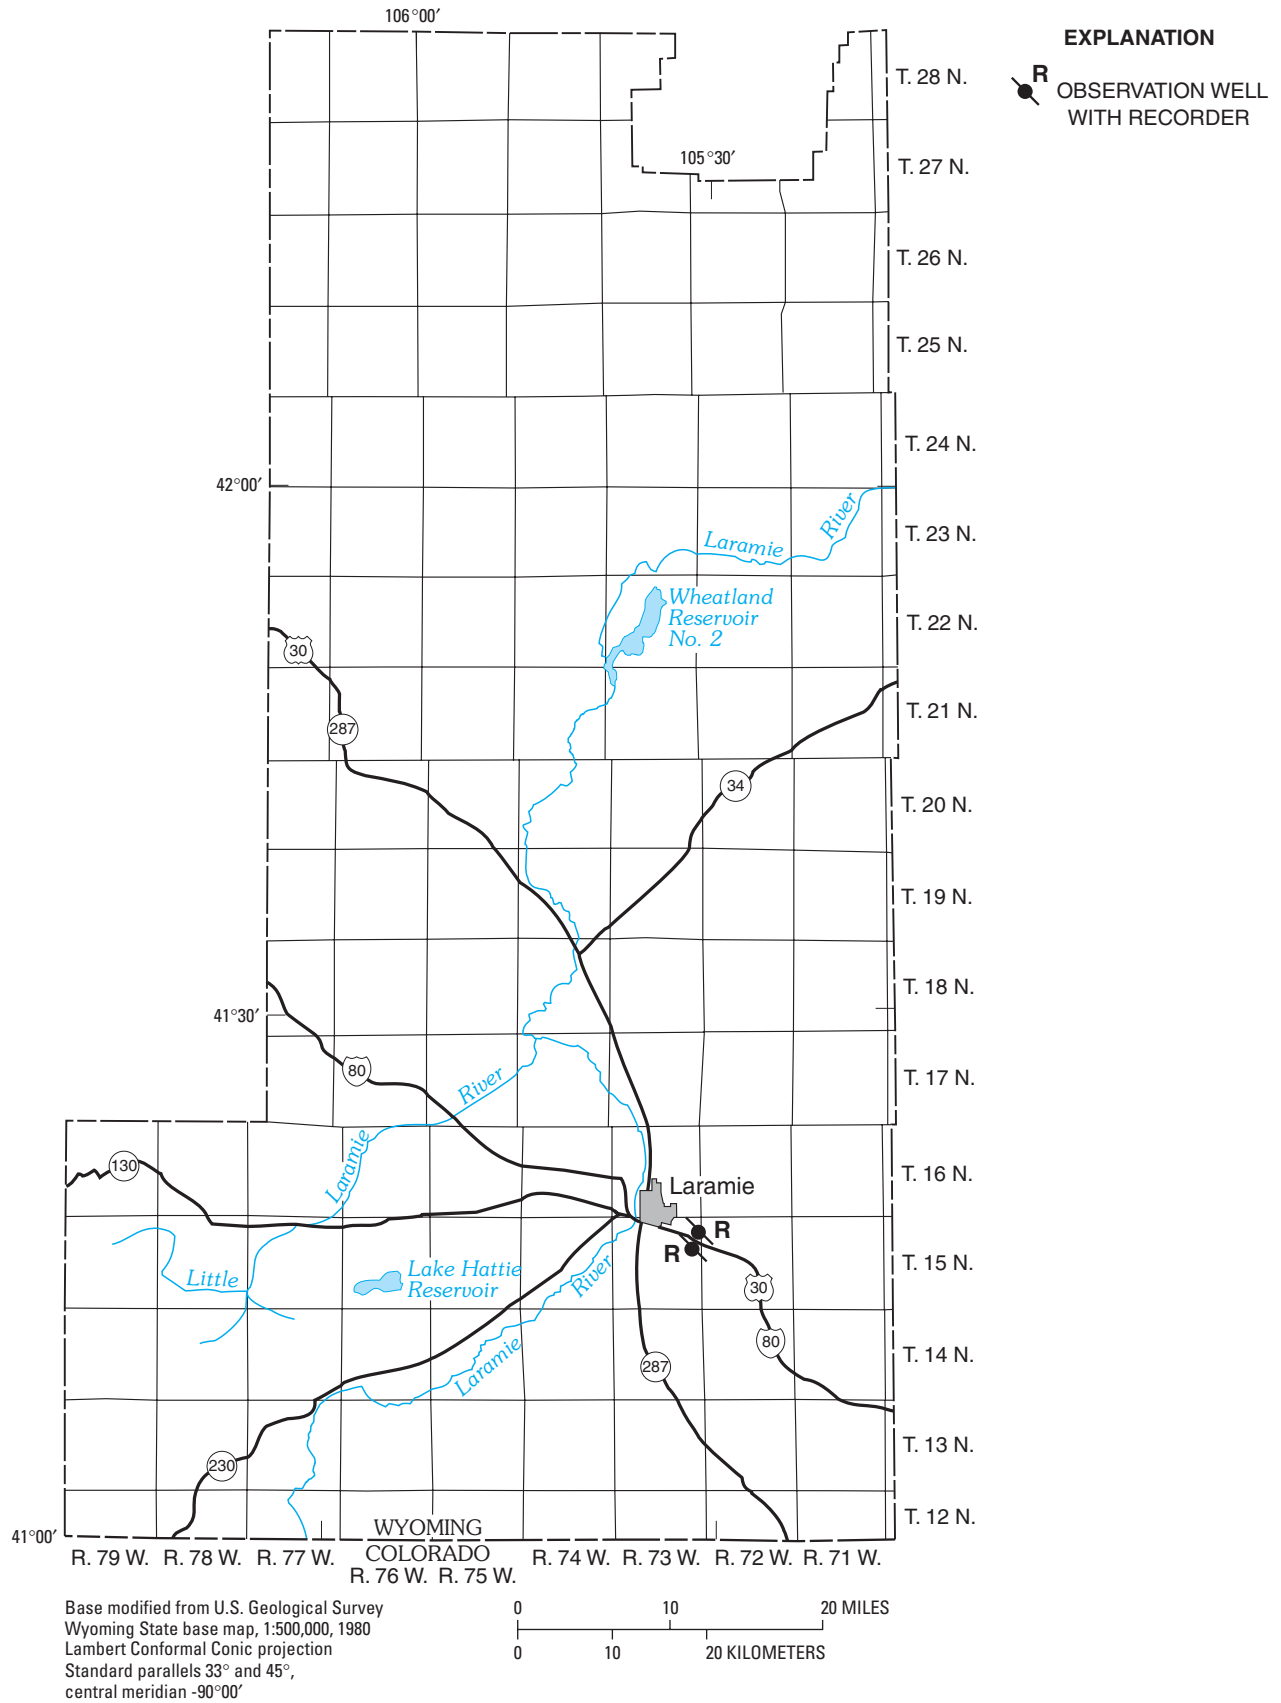 106°00′
EXPLANATION
R
OBSERVATION WELL
WITH RECORDER
T. 28 N.
105°30′
T. 27 N.
T. 26 N.
T. 25 N.
T. 24 N.
42°00′
River
Laramie
T. 23 N.
Wheatland
Reservoir
No. 2
T. 22 N.
30
T. 21 N.
287
34
T. 20 N.
T. 19 N.
T. 18 N.
41°30′
80
River
T. 17 N.
Laramie
130
T. 16 N.
Laramie
R
R
T. 15 N.
Little
Lake Hattie
Reservoir
River
30
80
Laramie
287
T. 14 N.
T. 13 N.
230
T. 12 N.
41°00′
WYOMING
COLORADO
R. 79 W. R. 78 W. R. 77 W.
R. 76 W. R. 75 W.
R. 74 W. R. 73 W. R. 72 W. R. 71 W.
Base modified from U.S. Geological Survey
Wyoming State base map, 1:500,000, 1980
Lambert Conformal Conic projection
Standard parallels 33° and 45°,
central meridian -90°00′
0 10 20 MILES
0 10 20 KILOMETERS